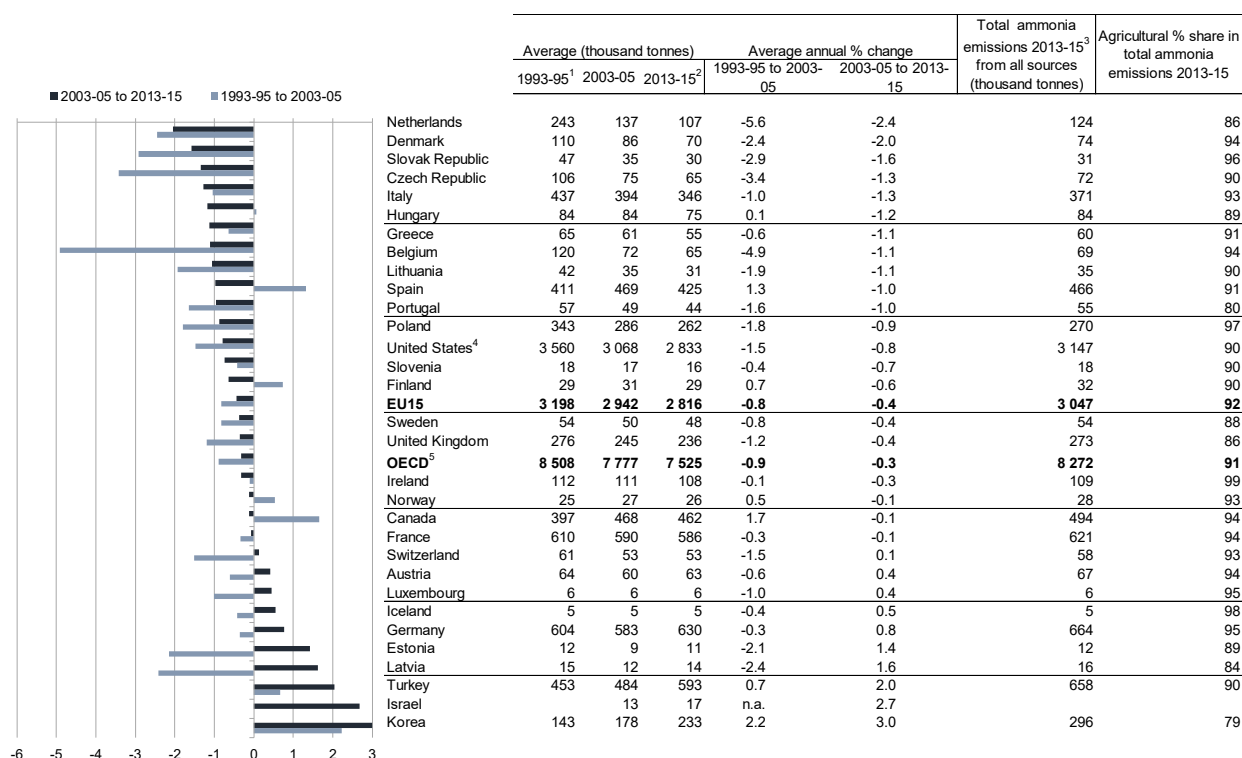 Total ammonia emissions 2013-15³ from all sources (thousand tonnes)
Agricultural % share in total ammonia emissions 2013-15
Average (thousand tonnes) Average annual % change
1993-95¹ 2003-05 2013-15² 1993-95 to 2003-05 2003-05 to 2013-15
2003-05 to 2013-15 1993-95 to 2003-05
Netherlands 243 137 107 -5.6 -2.4 124 86
Denmark 110 86 70 -2.4 -2.0 74 94
Slovak Republic 47 35 30 -2.9 -1.6 31 96
Czech Republic 106 75 65 -3.4 -1.3 72 90
Italy 437 394 346 -1.0 -1.3 371 93
Hungary 84 84 75 0.1 -1.2 84 89
Greece 65 61 55 -0.6 -1.1 60 91
Belgium 120 72 65 -4.9 -1.1 69 94
Lithuania 42 35 31 -1.9 -1.1 35 90
Spain 411 469 425 1.3 -1.0 466 91
Portugal 57 49 44 -1.6 -1.0 55 80
Poland 343 286 262 -1.8 -0.9 270 97
United States⁴ 3 560 3 068 2 833 -1.5 -0.8 3 147 90
Slovenia 18 17 16 -0.4 -0.7 18 90
Finland 29 31 29 0.7 -0.6 32 90
EU15 3 198 2 942 2 816 -0.8 -0.4 3 047 92
Sweden 54 50 48 -0.8 -0.4 54 88
United Kingdom 276 245 236 -1.2 -0.4 273 86
OECD⁵ 8 508 7 777 7 525 -0.9 -0.3 8 272 91
Ireland 112 111 108 -0.1 -0.3 109 99
Norway 25 27 26 0.5 -0.1 28 93
Canada 397 468 462 1.7 -0.1 494 94
France 610 590 586 -0.3 -0.1 621 94
Switzerland 61 53 53 -1.5 0.1 58 93
Austria 64 60 63 -0.6 0.4 67 94
Luxembourg 6 6 6 -1.0 0.4 6 95
Iceland 5 5 5 -0.4 0.5 5 98
Germany 604 583 630 -0.3 0.8 664 95
Estonia 12 9 11 -2.1 1.4 12 89
Latvia 15 12 14 -2.4 1.6 16 84
Turkey 453 484 593 0.7 2.0 658 90
Israel 13 17 n.a. 2.7
Korea 143 178 233 2.2 3.0 296 79
-6 -5 -4 -3 -2 -1 0 1 2 3